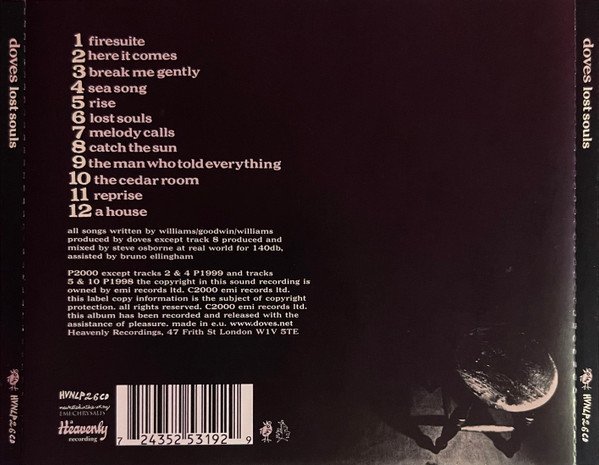 doves lost souls
1 firesuite
2 here it comes
3 break me gently
4 sea song
5 rise
6 lost souls
7 melody calls
8 catch the sun
9 the man who told everything
10 the cedar room
11 reprise
12 a house
all songs written by williams/goodwin/williams
produced by doves except track 8 produced and
mixed by steve osborne at real world for 140db,
assisted by bruno ellingham
P2000 except tracks 2 & 4 P1999 and tracks
5 & 10 P1998 the copyright in this sound recording is
owned by emi records ltd. C2000 emi records ltd.
this label copy information is the subject of copyright
protection. all rights reserved. C2000 emi records ltd.
this album has been recorded and released with the
assistance of pleasure. made in e.u. www.doves.net
Heavenly Recordings, 47 Frith St London W1V 5TE
HVNLP26CD
HVNLP26CD
EMI:CHRYSALIS
Heavenly
recording
7 24352 53192 9
doves lost souls
HVNLP26CD